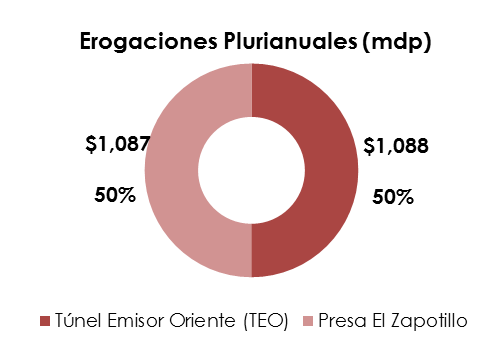 Erogaciones Plurianuales (mdp)
$1,087
50%
$1,088
50%
Túnel Emisor Oriente (TEO) Presa El Zapotillo